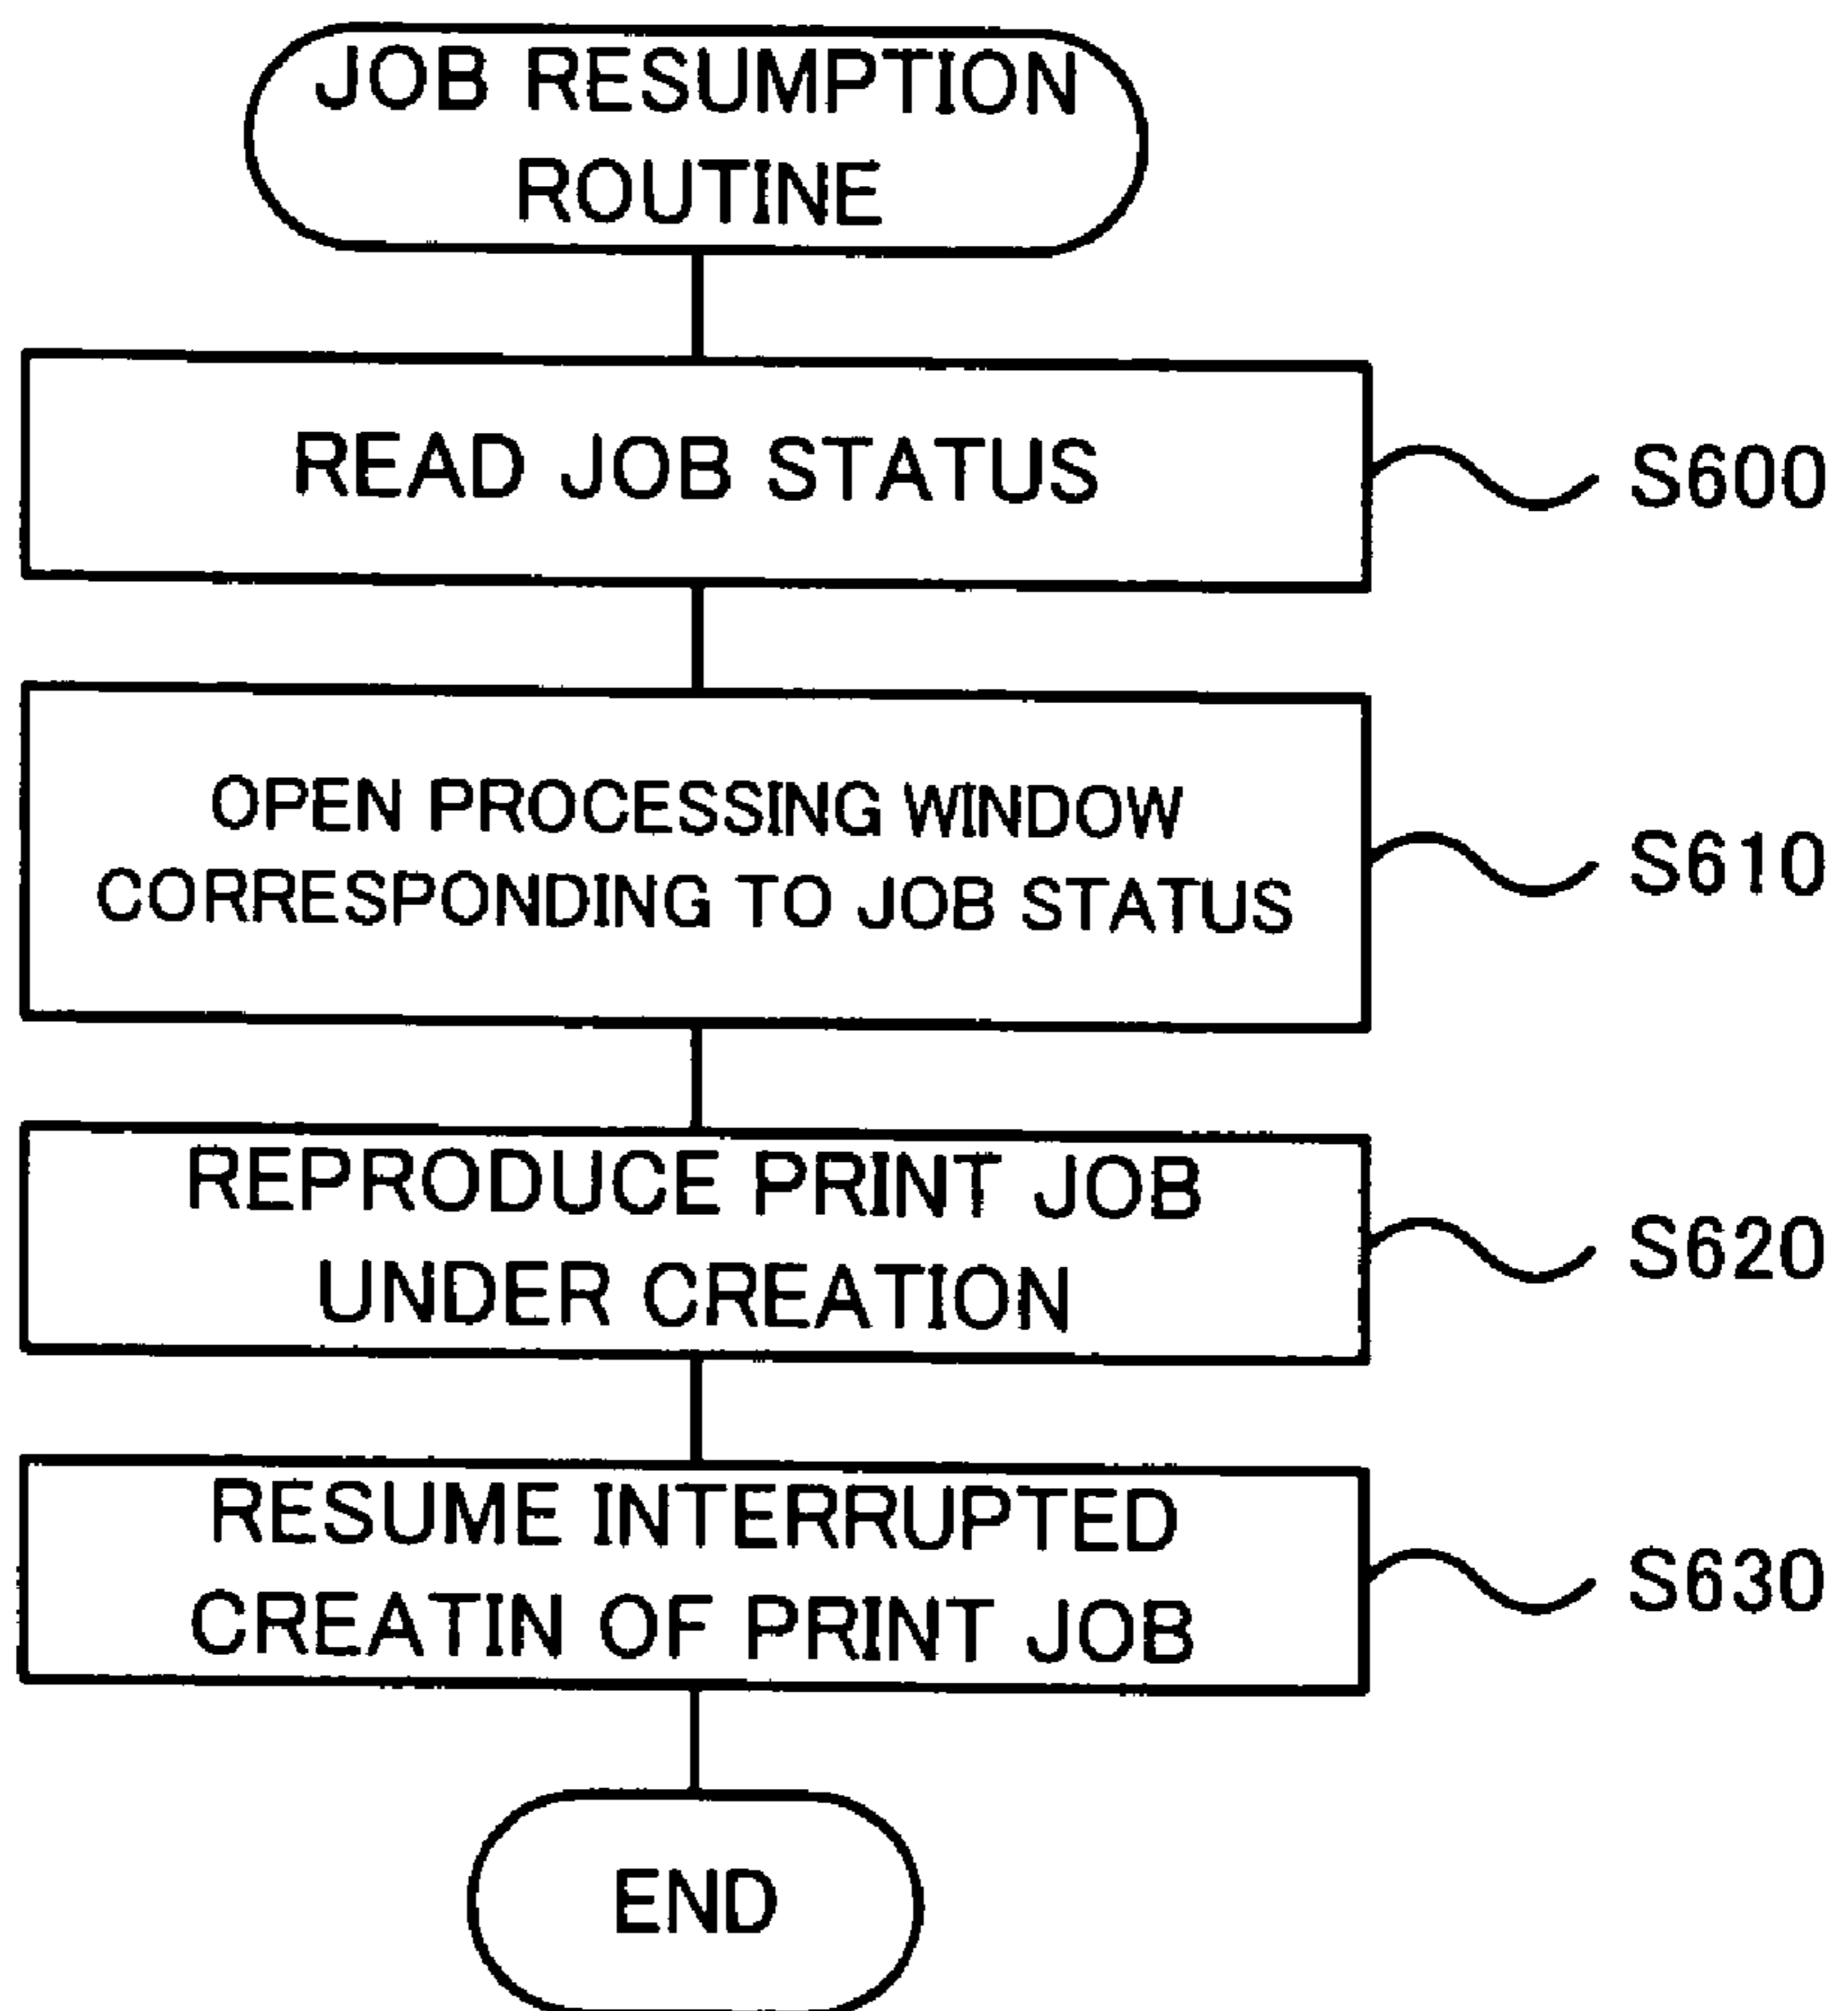 JOB RESUMPTION
ROUTINE
READ JOB STATUS
S600
OPEN PROCESSING WINDOW
CORRESPONDING TO JOB STATUS
S610
REPRODUCE PRINT JOB
UNDER CREATION
S620
RESUME INTERRUPTED
CREATIN OF PRINT JOB
S630
END